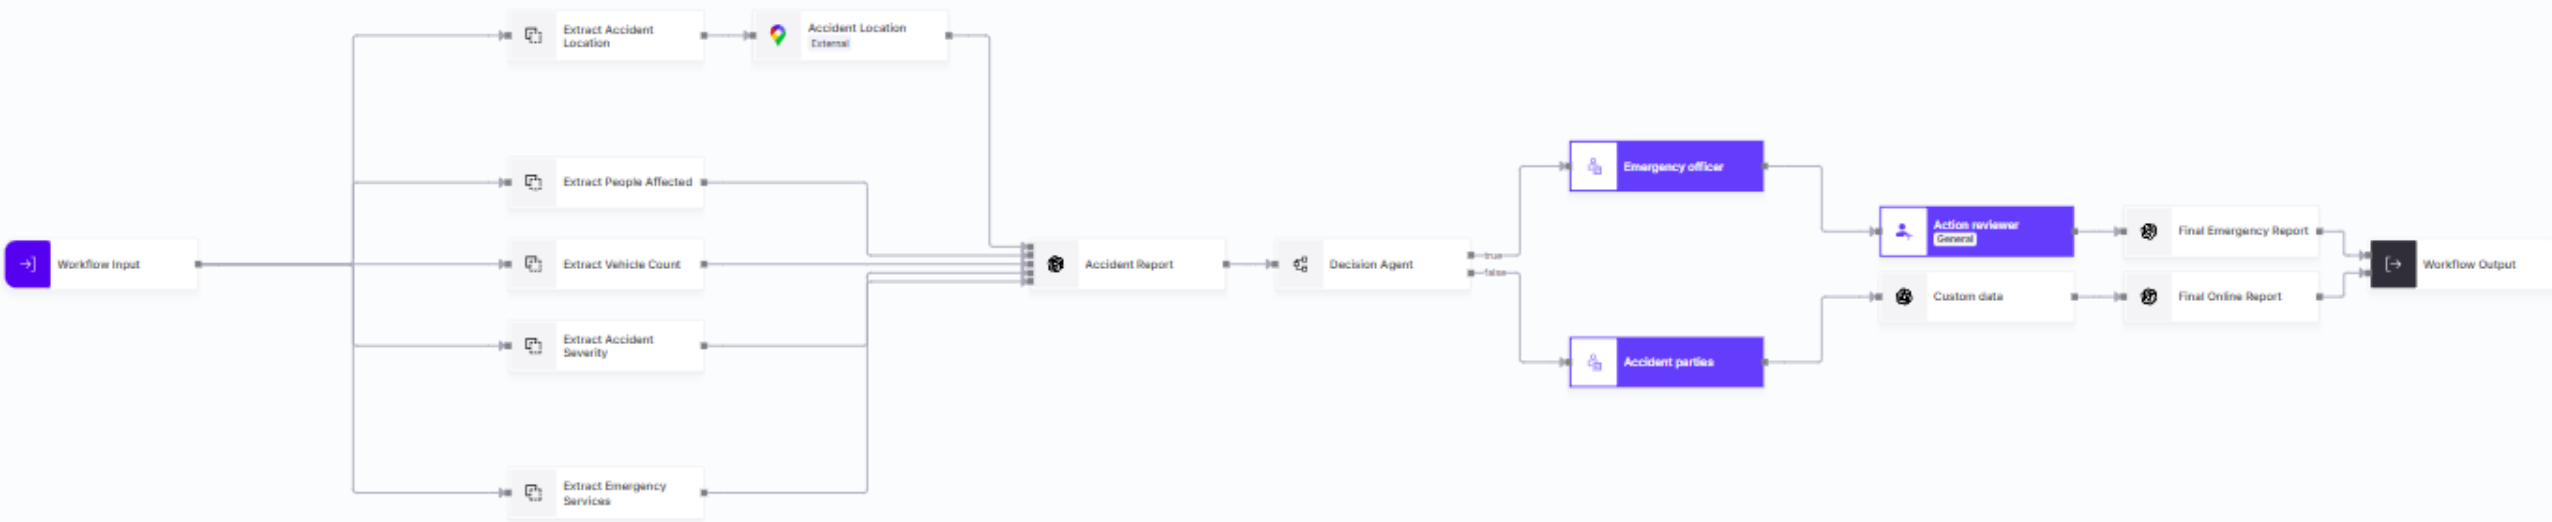 Extract Accident
Location
Accident Location
External
Extract People Affected
Workflow Input
Extract Vehicle Count
Extract Accident
Severity
Extract Emergency
Services
Accident Report
Decision Agent
true
false
Emergency officer
Accident parties
Action reviewer
General
Custom data
Final Emergency Report
Final Online Report
Workflow Output